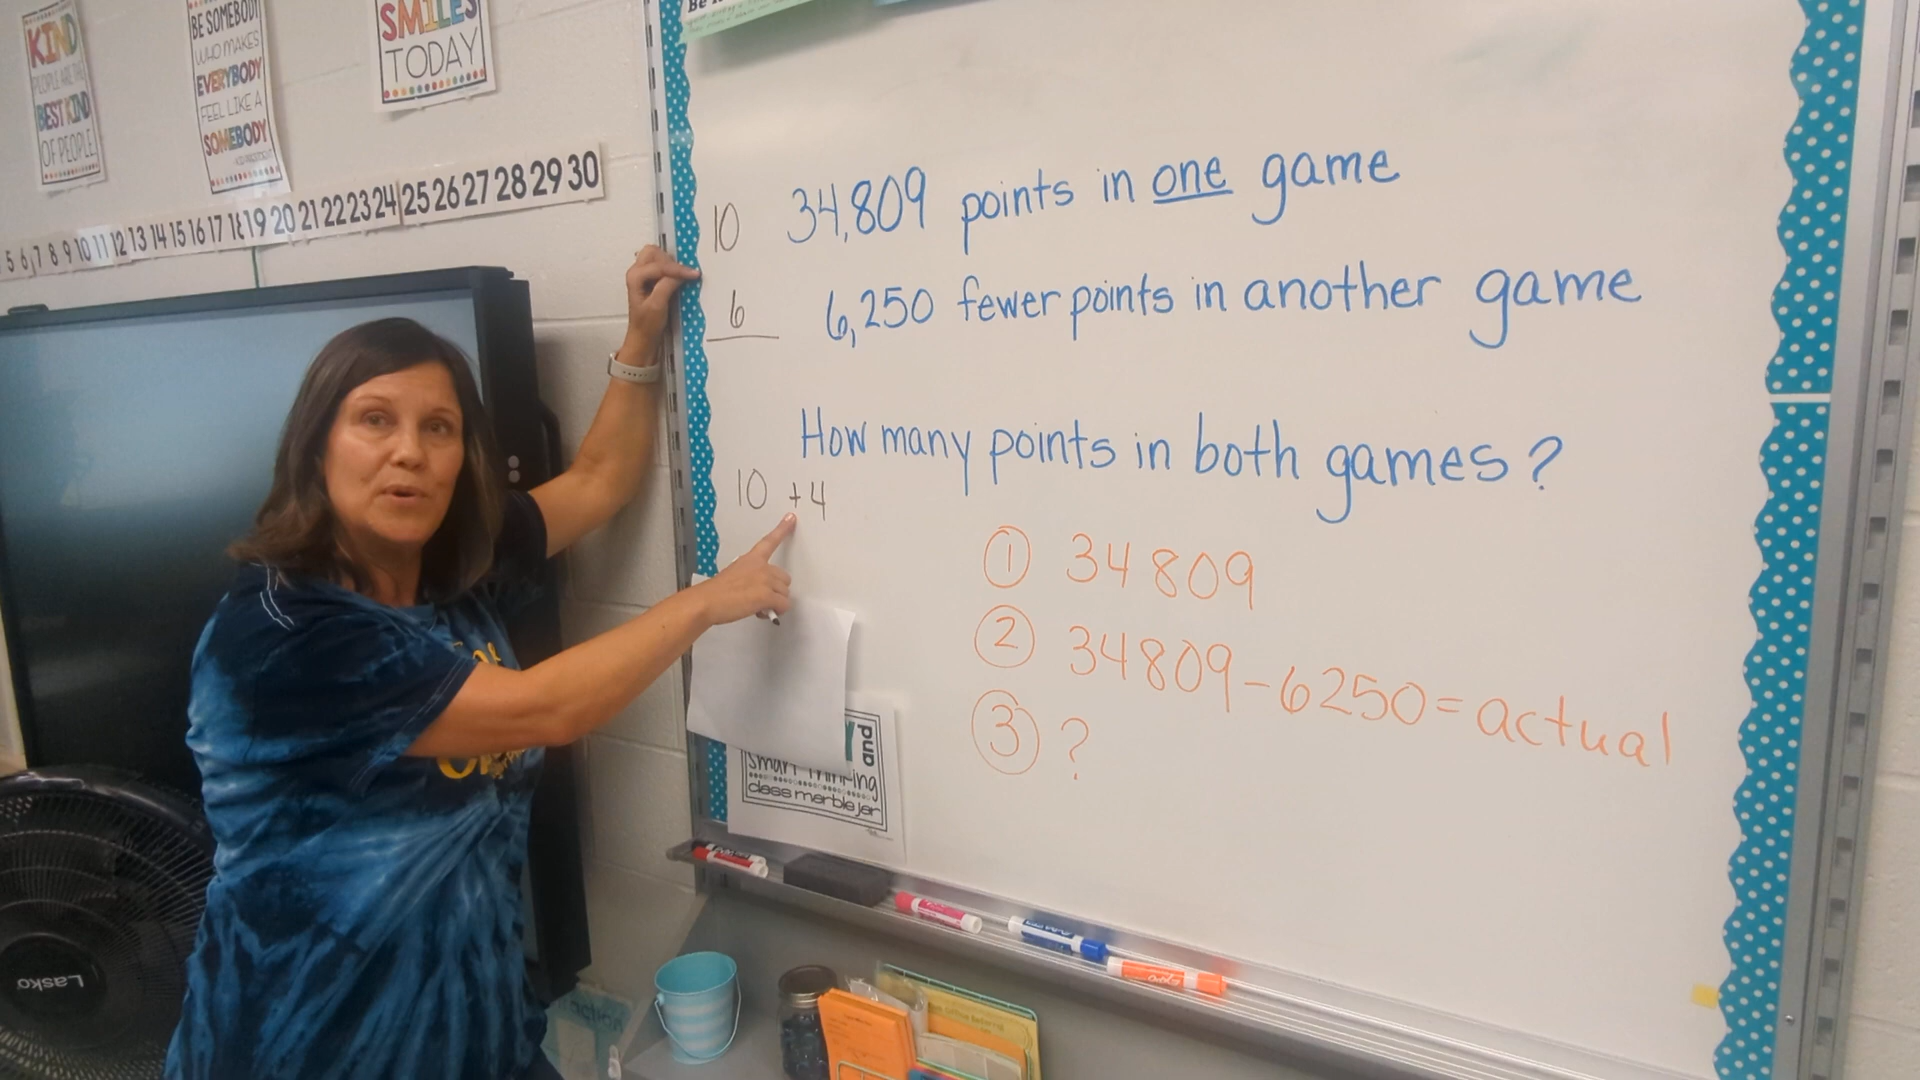 KIND
PEOPLE ARE THE
BEST KIND
OF PEOPLE
BE SOMEBODY
WHO MAKES
EVERYBODY
FEEL LIKE A
SOMEBODY
SMILES
TODAY
5 6 7 8 9 10 11 12 13 14 15 16 17 18 19 20 21 22 23 24 25 26 27 28 29 30
10 34,809 points in one game
6 6,250 fewer points in another game
How many points in both games?
10 + 4
① 34809
② 34809-6250=actual
③ ?
and
smart thinking
class marble jar
Lasko